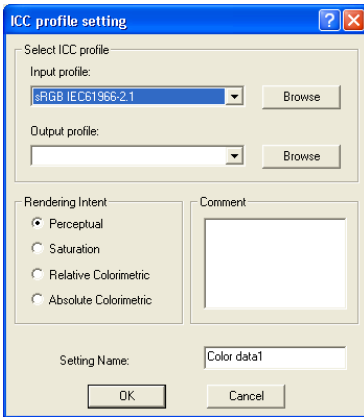 ICC profile setting
Select ICC profile
Input profile:
sRGB IEC61966-2.1
Browse
Output profile:
Browse
Rendering Intent
Perceptual
Saturation
Relative Colorimetric
Absolute Colorimetric
Comment
Setting Name:
Color data1
OK
Cancel